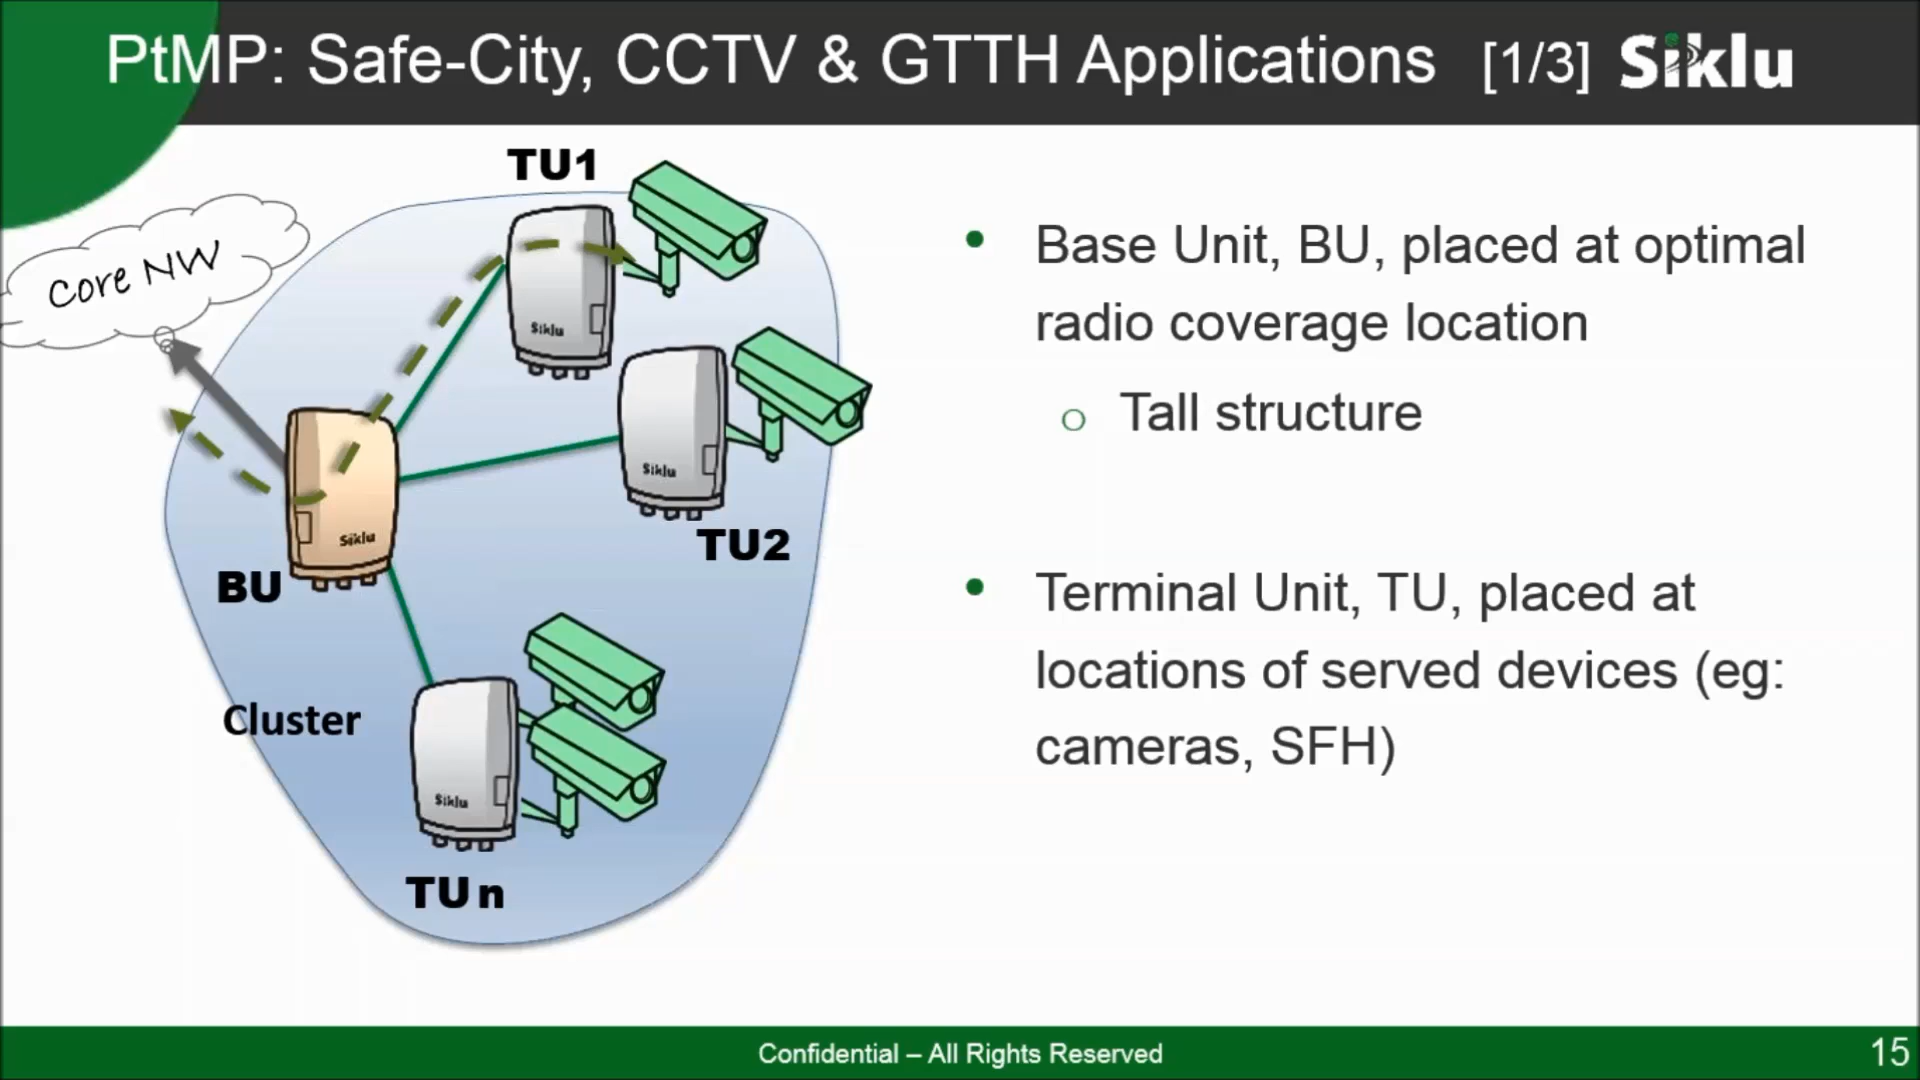 PtMP: Safe-City, CCTV & GTTH Applications [1/3] Siklu
TU1
Core NW
Siklu
Siklu
TU2
Siklu
BU
Cluster
Siklu
TU n
• Base Unit, BU, placed at optimal
radio coverage location
o Tall structure
• Terminal Unit, TU, placed at
locations of served devices (eg:
cameras, SFH)
Confidential – All Rights Reserved
15